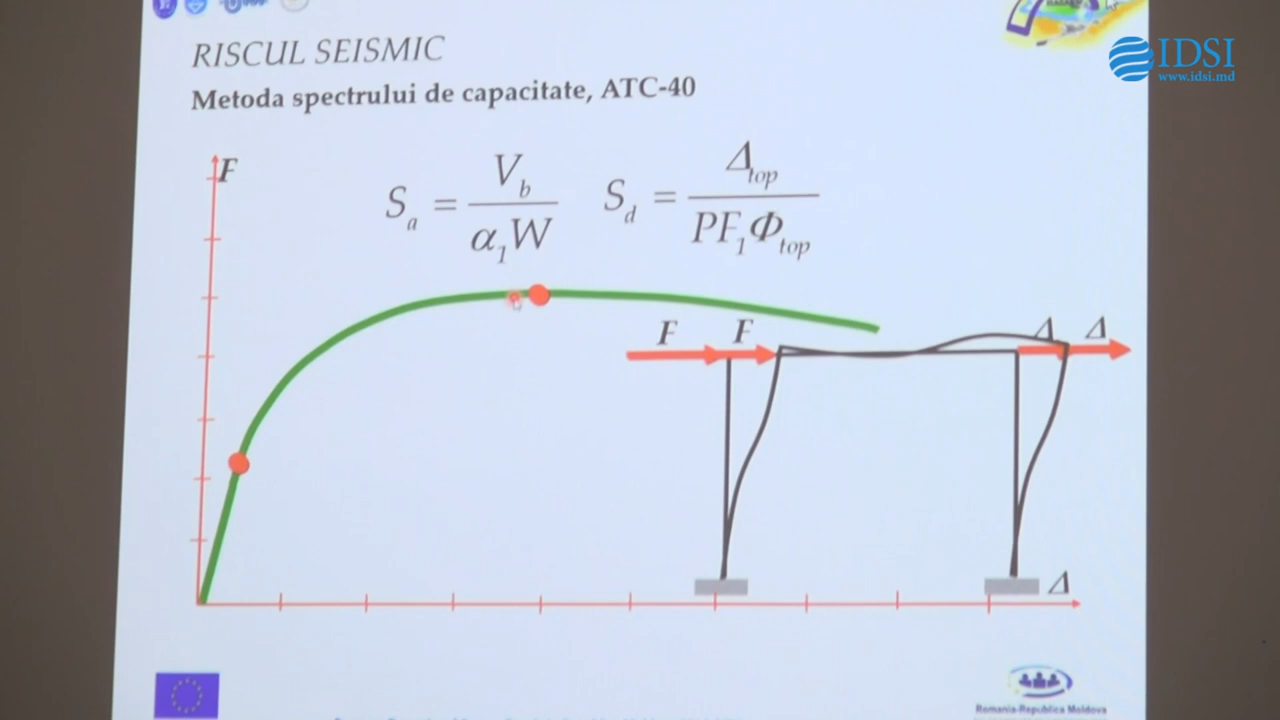 IDSI
www.idsi.md
RISCUL SEISMIC
Metoda spectrului de capacitate, ATC-40
F
S_a = V_b / α_1 W
S_d = Δ_top / PF_1 Φ_top
F F Δ Δ
Δ
Romania-Republica Moldova